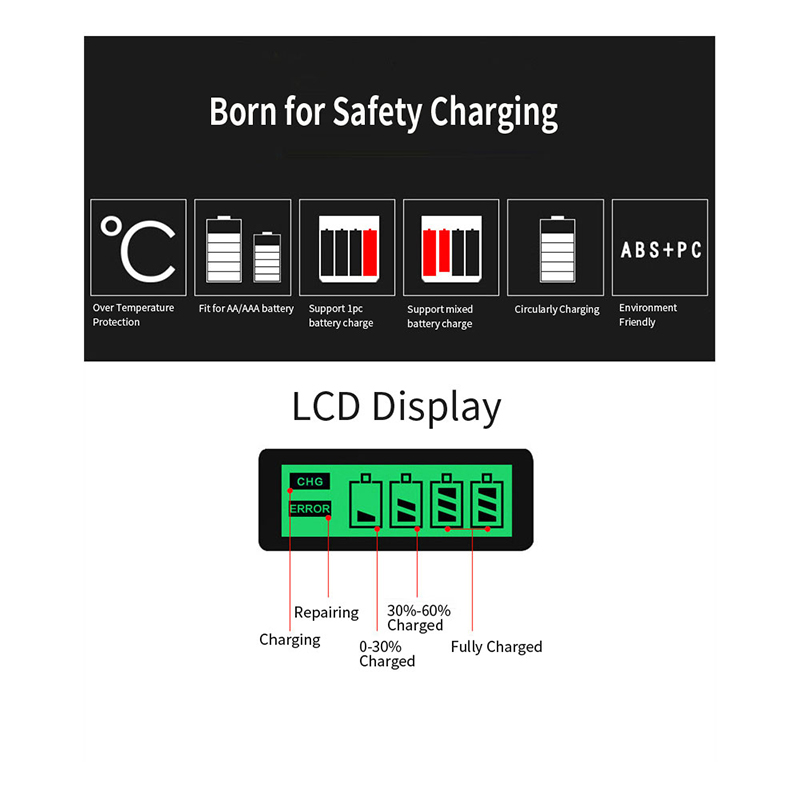 Born for Safety Charging
°C
ABS+PC
Over Temperature
Protection
Fit for AA/AAA battery
Support 1pc
battery charge
Support mixed
battery charge
Circularly Charging
Environment
Friendly
LCD Display
CHG
ERROR
Repairing
Charging
30%-60%
Charged
0-30%
Charged
Fully Charged